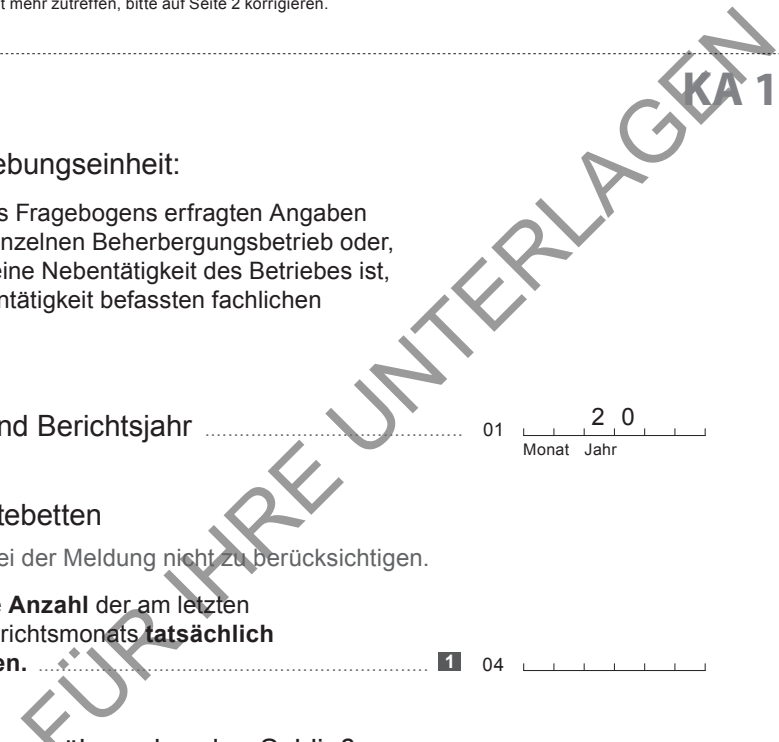 t mehr zutreffen, bitte auf Seite 2 korrigieren.
KA 1
ebungseinheit:
s Fragebogens erfragten Angaben
nzelnen Beherbergungsbetrieb oder,
eine Nebentätigkeit des Betriebes ist,
ntätigkeit befassten fachlichen
nd Berichtsjahr 01 2 0
Monat Jahr
tebetten
ei der Meldung nicht zu berücksichtigen.
e Anzahl der am letzten
richtsmonats tatsächlich
en. 1 04
FÜR IHRE UNTERLAGEN